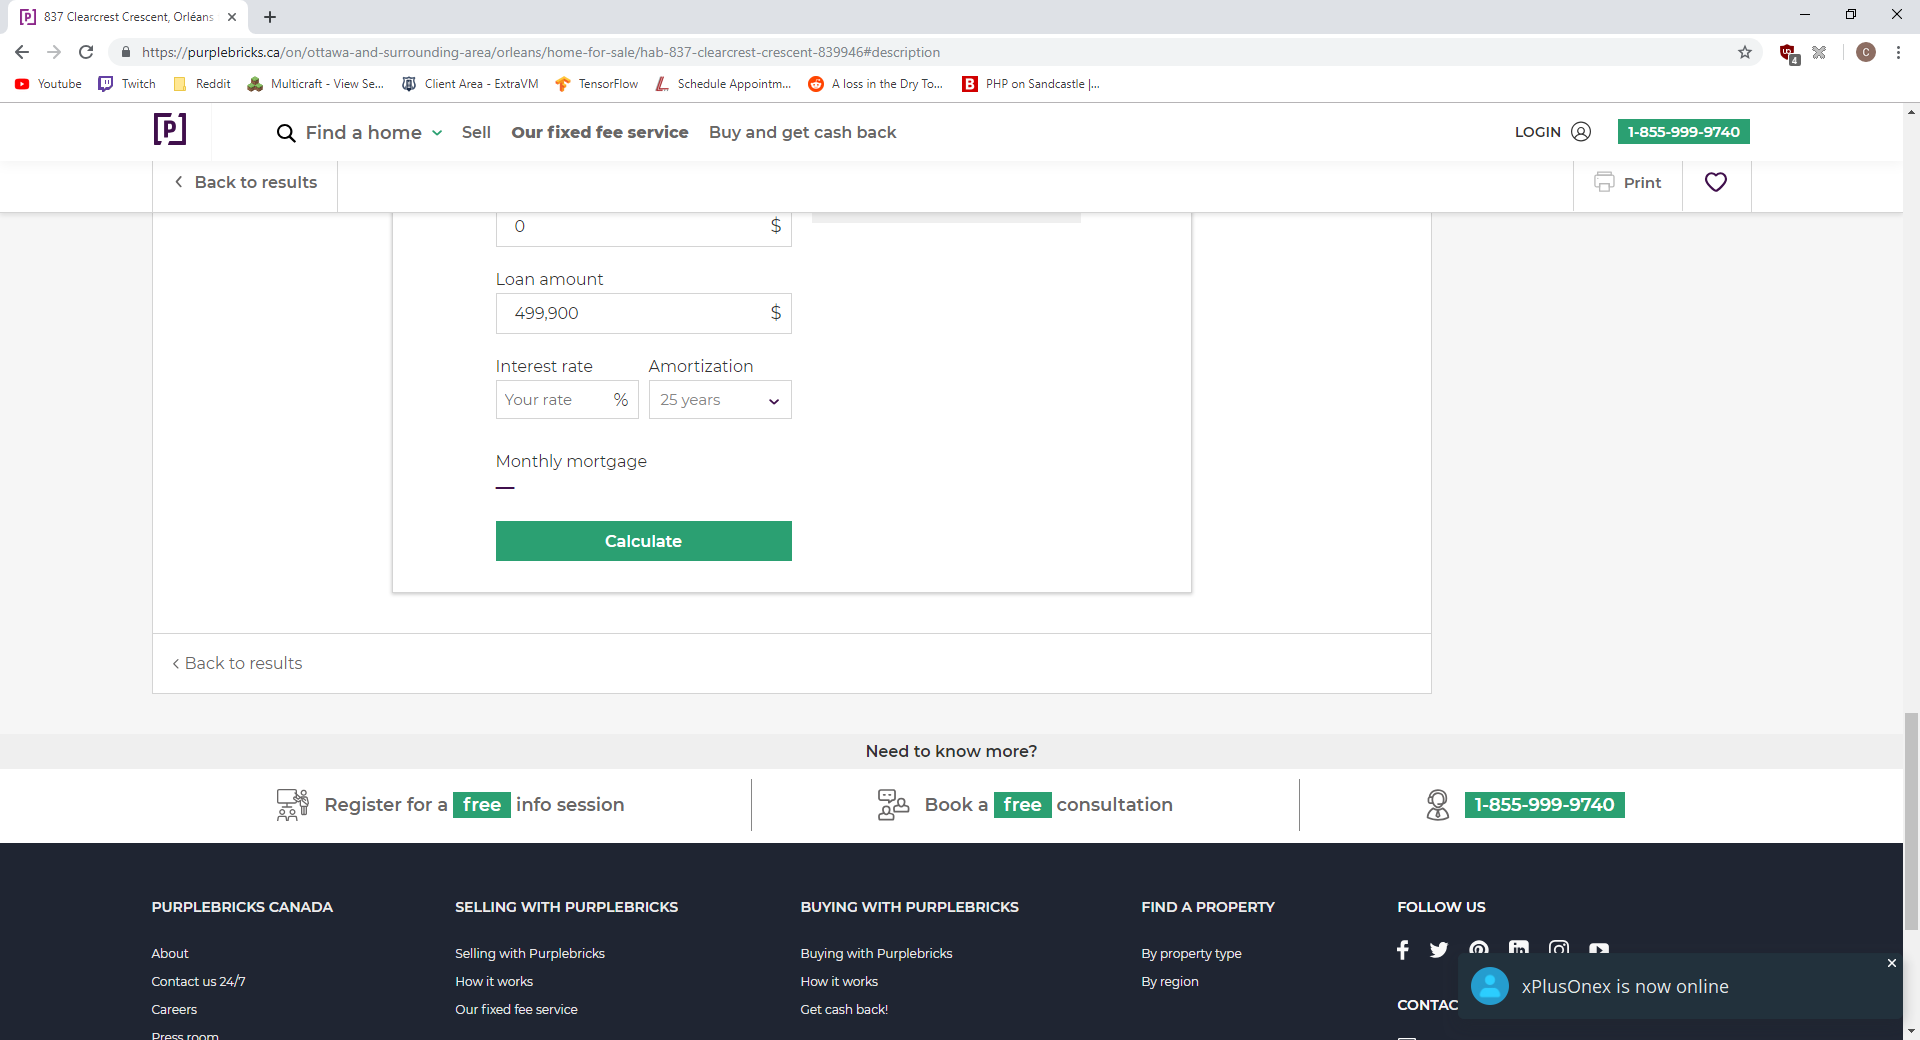 837 Clearcrest Crescent, Orléans
https://purplebricks.ca/on/ottawa-and-surrounding-area/orleans/home-for-sale/hab-837-clearcrest-crescent-839946#description
4
C
Youtube
Twitch
Reddit
Multicraft - View Se...
Client Area - ExtraVM
TensorFlow
Schedule Appointm...
A loss in the Dry To...
PHP on Sandcastle |...
Find a home
Sell
Our fixed fee service
Buy and get cash back
LOGIN
1-855-999-9740
Back to results
Print
0 $
Loan amount
499,900 $
Interest rate Amortization
Your rate % 25 years
Monthly mortgage
—
Calculate
Back to results
Need to know more?
Register for a free info session
Book a free consultation
1-855-999-9740
PURPLEBRICKS CANADA
About
Contact us 24/7
Careers
Press room
SELLING WITH PURPLEBRICKS
Selling with Purplebricks
How it works
Our fixed fee service
BUYING WITH PURPLEBRICKS
Buying with Purplebricks
How it works
Get cash back!
FIND A PROPERTY
By property type
By region
FOLLOW US
CONTAC
xPlusOnex is now online